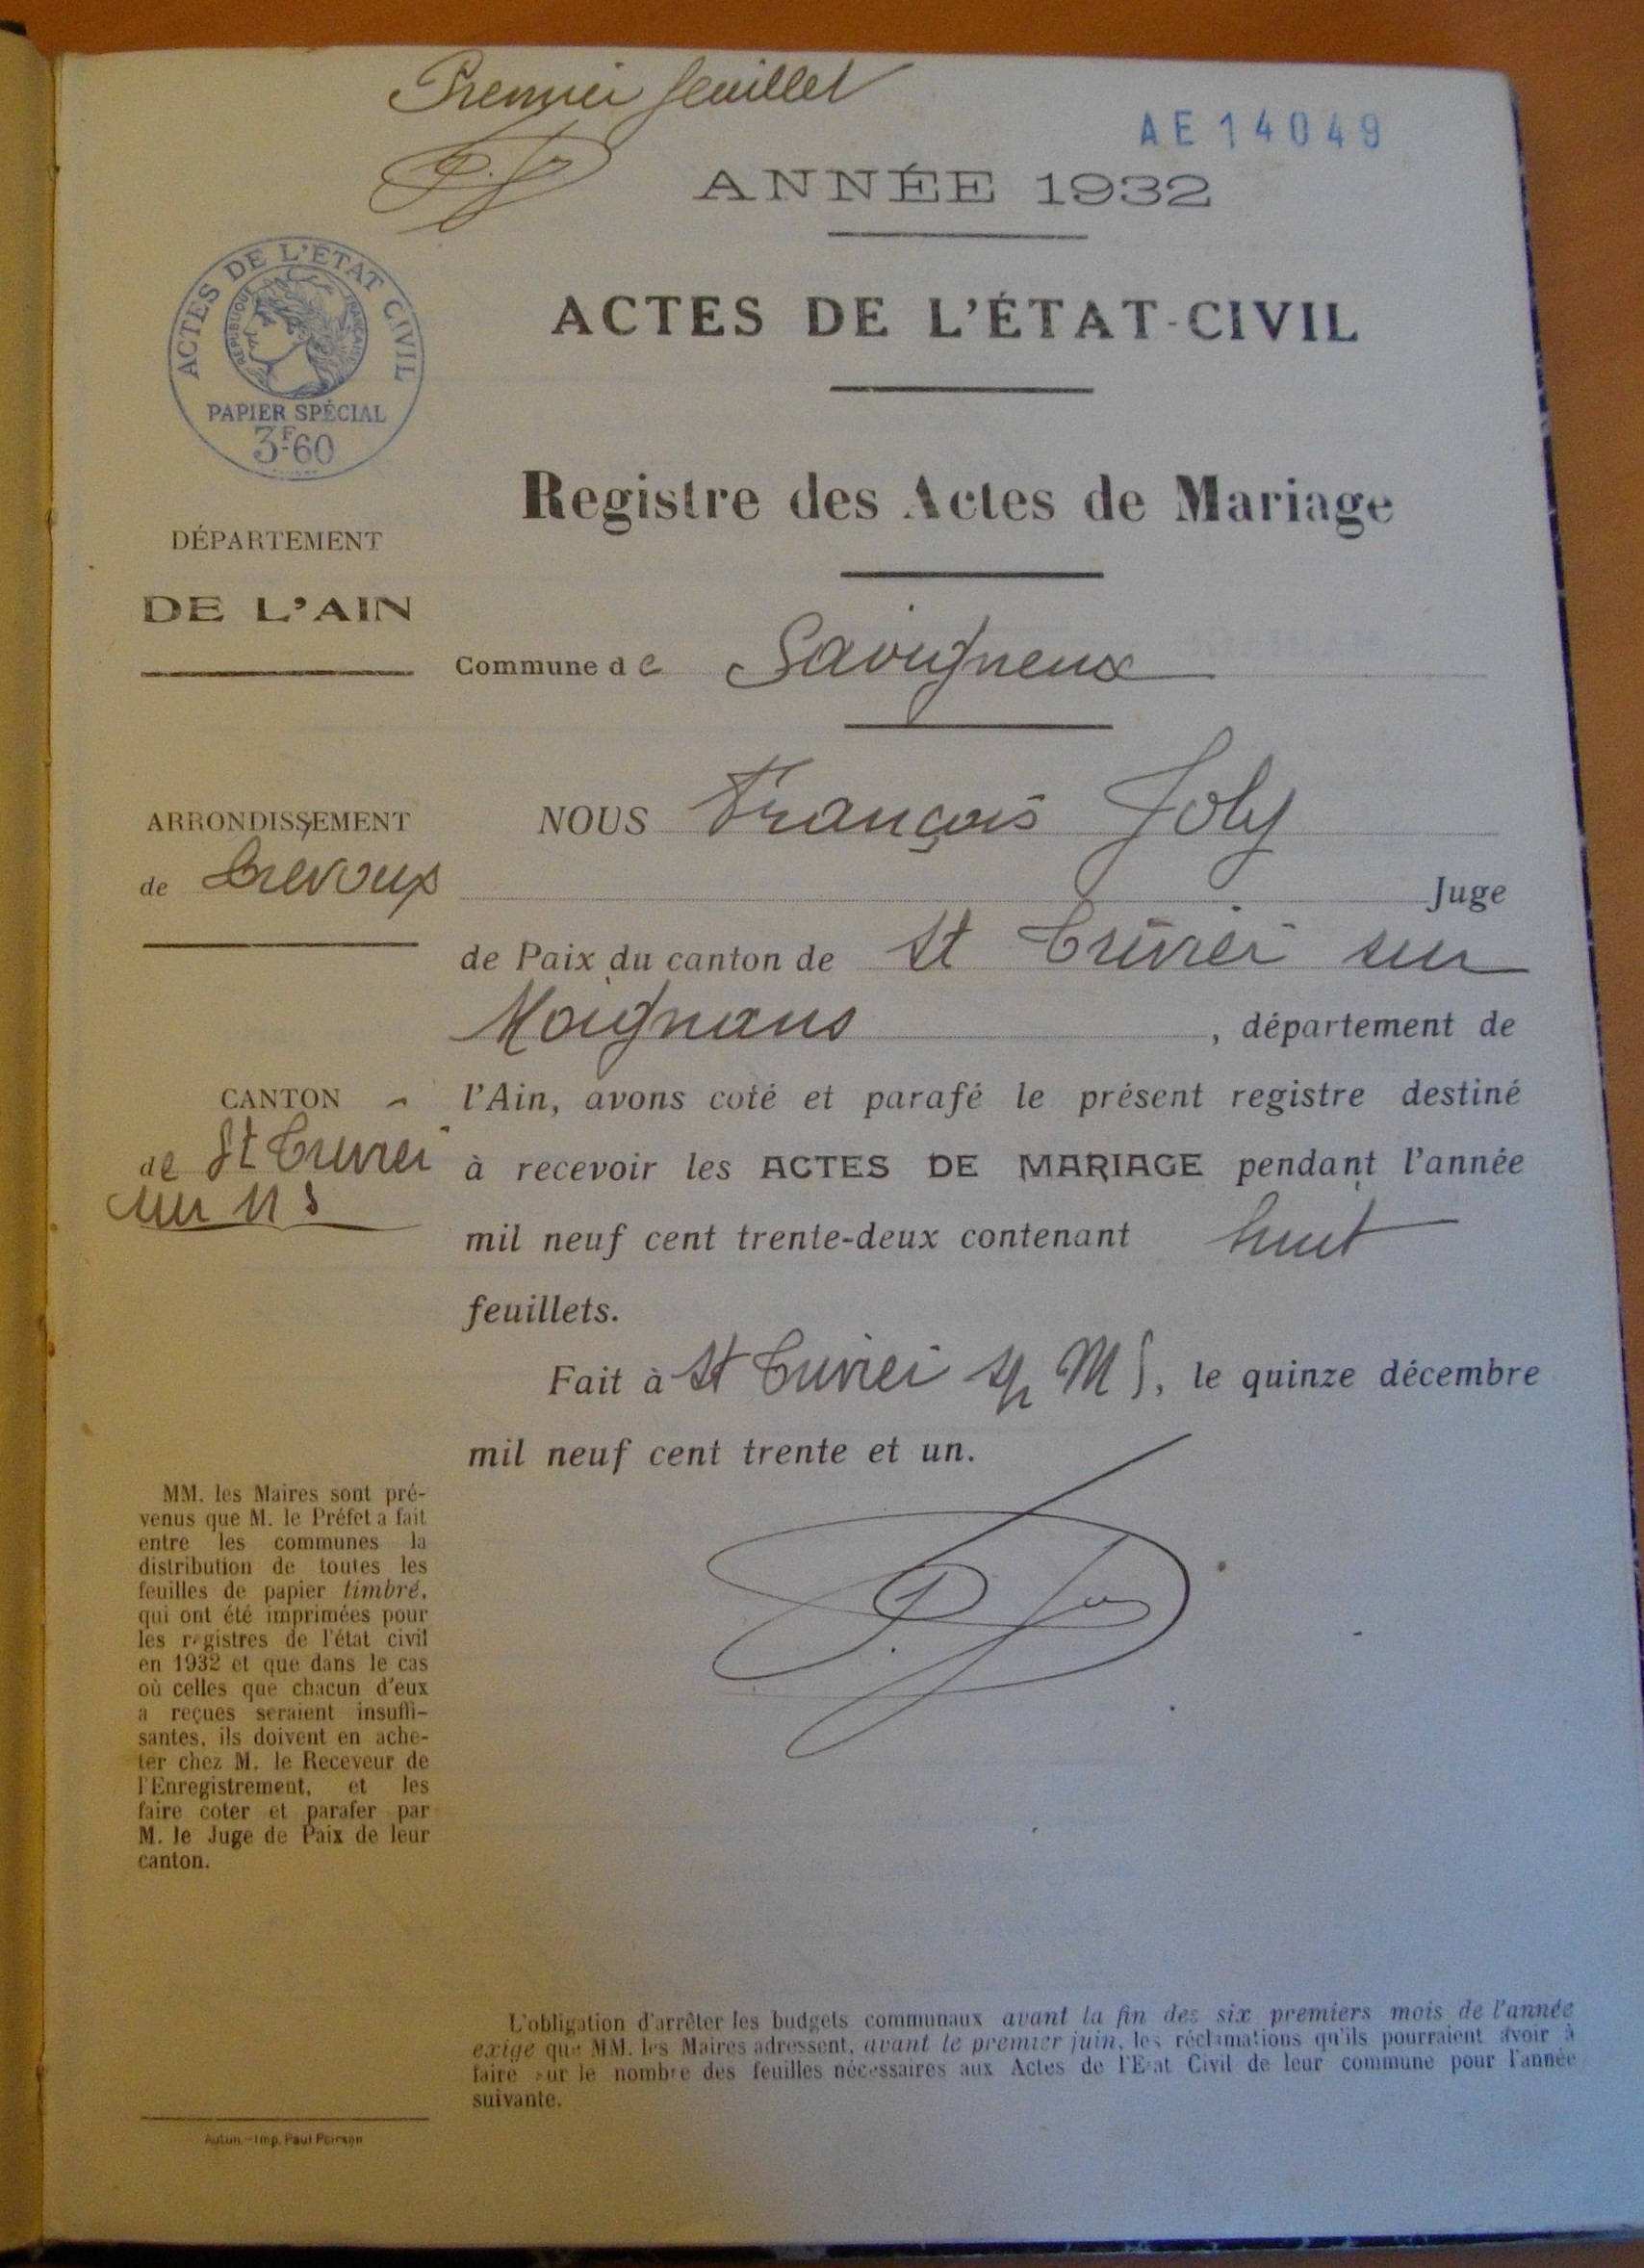 Premier feuillet
AE14049
ANNÉE 1932
ACTES DE L'ÉTAT CIVIL
RÉPUBLIQUE FRANÇAISE
PAPIER SPÉCIAL
3F60
ACTES DE L'ÉTAT-CIVIL
Registre des Actes de Mariage
DÉPARTEMENT
DE L'AIN
Commune de Savigneux
ARRONDISSEMENT
de Trevoux
CANTON
de St Trivier
sur Ms
NOUS François Joly
Juge
de Paix du canton de St Trivier sur
Moignans, département de
l'Ain, avons coté et parafé le présent registre destiné
à recevoir les ACTES DE MARIAGE pendant l'année
mil neuf cent trente-deux contenant huit
feuillets.
Fait à St Trivier s/ M s, le quinze décembre
mil neuf cent trente et un.
MM. les Maires sont pré-
venus que M. le Préfet a fait
entre les communes la
distribution de toutes les
feuilles de papier timbré,
qui ont été imprimées pour
les registres de l'état civil
en 1932 et que dans le cas
où celles que chacun d'eux
a reçues seraient insuffi-
santes, ils doivent en ache-
ter chez M. le Receveur de
l'Enregistrement, et les
faire coter et parafer par
M. le Juge de Paix de leur
canton.
L'obligation d'arrêter les budgets communaux avant la fin des six premiers mois de l'année
exige que MM. les Maires adressent, avant le premier juin, les réclamations qu'ils pourraient avoir à
faire sur le nombre des feuilles nécessaires aux Actes de l'Etat Civil de leur commune pour l'année
suivante.
Autun.-Imp. Paul Poirson